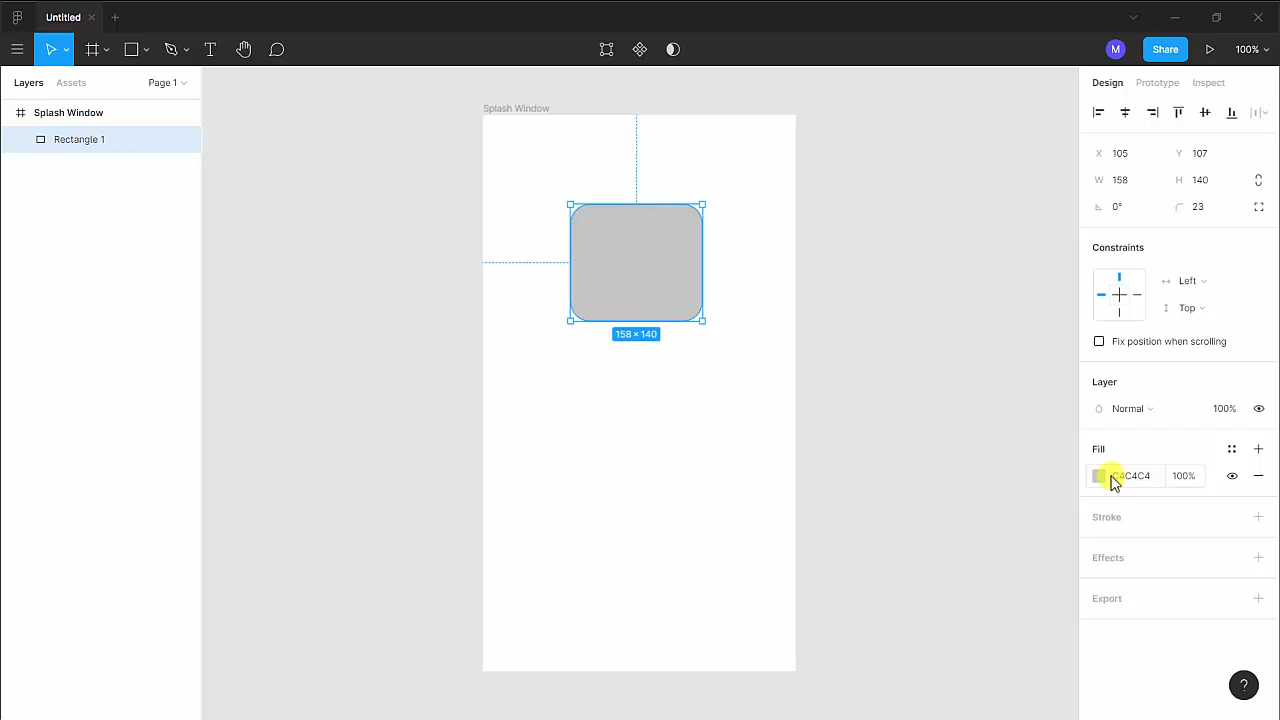 Untitled
M
Share
100%
Layers
Assets
Page 1
Design
Prototype
Inspect
Splash Window
Rectangle 1
Splash Window
158 × 140
X 105
Y 107
W 158
H 140
0°
23
Constraints
Left
Top
Fix position when scrolling
Layer
Normal
100%
Fill
C4C4C4
100%
Stroke
Effects
Export
?